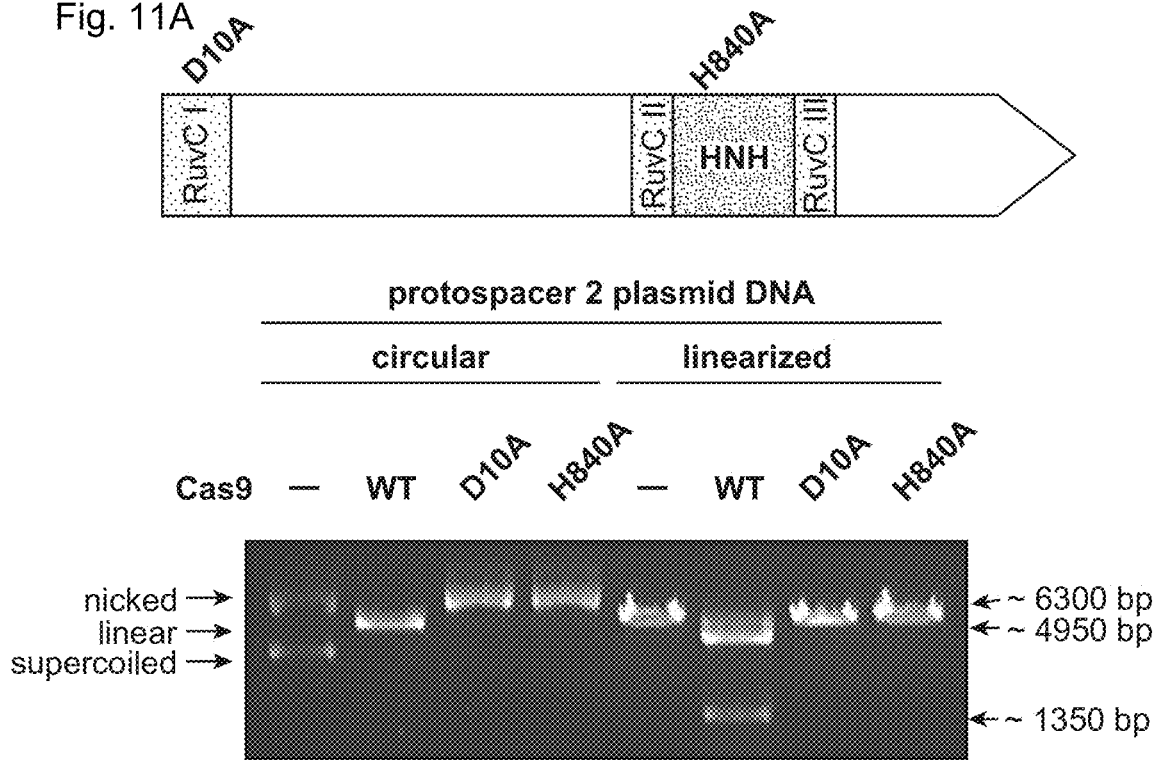 Fig. 11A
D10A
H840A
RuvC I
RuvC II
HNH
RuvC III
protospacer 2 plasmid DNA
circular linearized
Cas9 — WT D10A H840A — WT D10A H840A
nicked
linear
supercoiled
~ 6300 bp
~ 4950 bp
~ 1350 bp